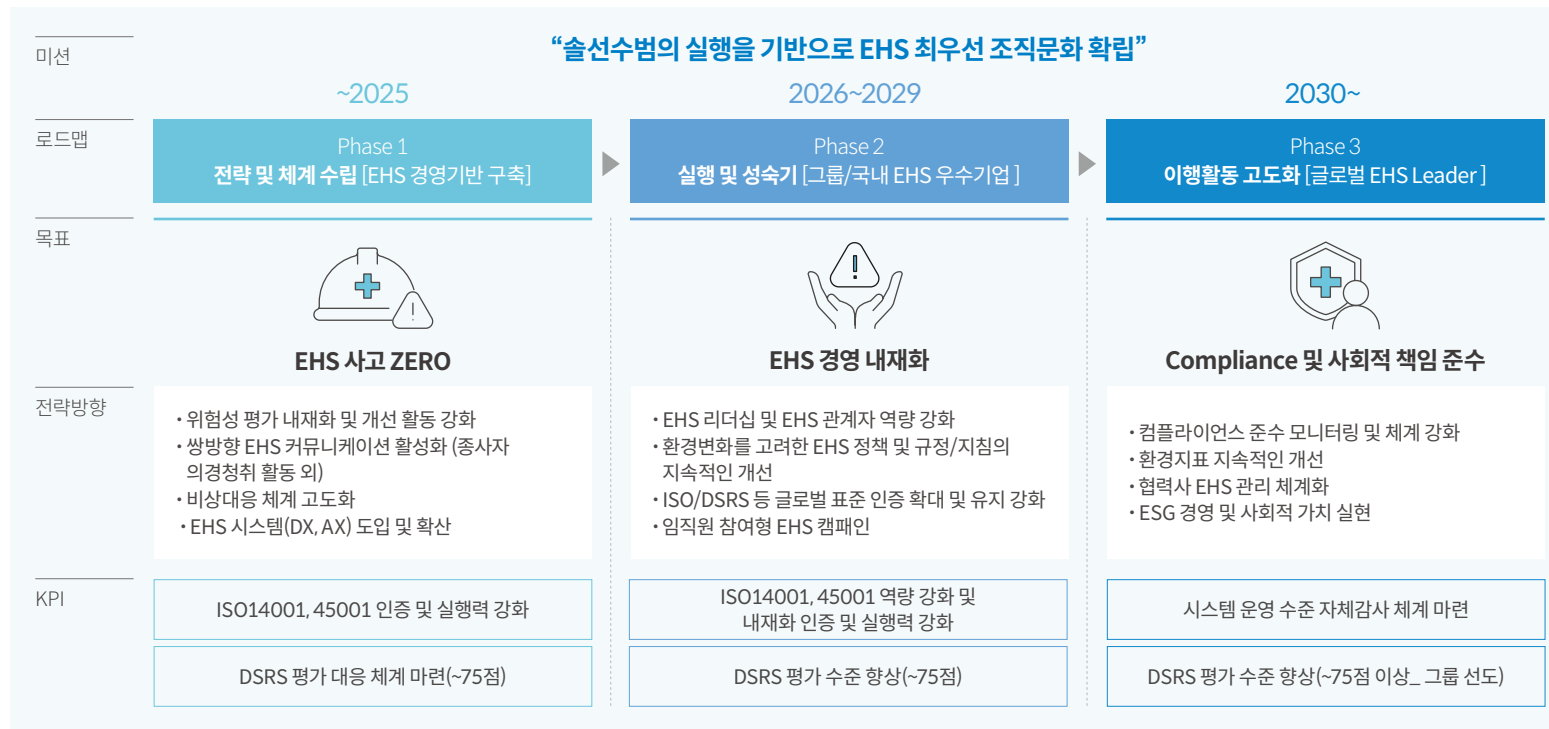 미션
“솔선수범의 실행을 기반으로 EHS 최우선 조직문화 확립”
~2025
2026~2029
2030~
로드맵
Phase 1
전략 및 체계 수립 [EHS 경영기반 구축]
Phase 2
실행 및 성숙기 [그룹/국내 EHS 우수기업 ]
Phase 3
이행활동 고도화 [글로벌 EHS Leader ]
목표
EHS 사고 ZERO
EHS 경영 내재화
Compliance 및 사회적 책임 준수
전략방향
• 위험성 평가 내재화 및 개선 활동 강화
• 쌍방향 EHS 커뮤니케이션 활성화 (종사자
의경청취 활동 외)
• 비상대응 체계 고도화
• EHS 시스템(DX, AX) 도입 및 확산
• EHS 리더십 및 EHS 관계자 역량 강화
• 환경변화를 고려한 EHS 정책 및 규정/지침의
지속적인 개선
• ISO/DSRS 등 글로벌 표준 인증 확대 및 유지 강화
• 임직원 참여형 EHS 캠페인
• 컴플라이언스 준수 모니터링 및 체계 강화
• 환경지표 지속적인 개선
• 협력사 EHS 관리 체계화
• ESG 경영 및 사회적 가치 실현
KPI
ISO14001, 45001 인증 및 실행력 강화
ISO14001, 45001 역량 강화 및
내재화 인증 및 실행력 강화
시스템 운영 수준 자체감사 체계 마련
DSRS 평가 대응 체계 마련(~75점)
DSRS 평가 수준 향상(~75점)
DSRS 평가 수준 향상(~75점 이상_ 그룹 선도)